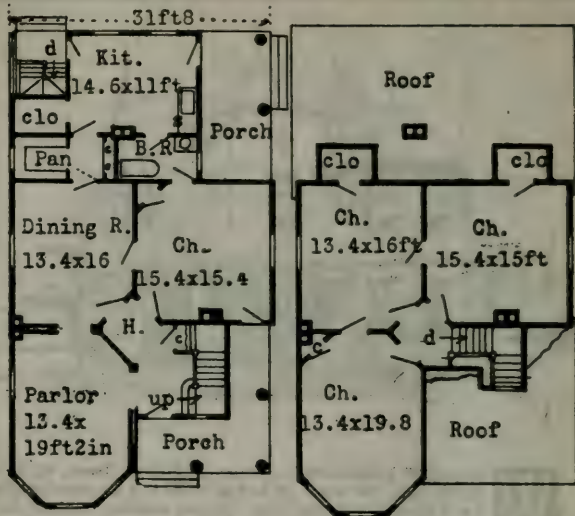 31ft8
d
Kit.
14.6x11ft
clo
Porch
Pan
c
B.R
Dining R.
13.4x16
Ch.
15.4x15.4
H.
c
Parlor
13.4x
19ft2in
up
Porch
Roof
clo
clo
Ch.
13.4x16ft
Ch.
15.4x15ft
d
c
Ch.
13.4x19.8
Roof